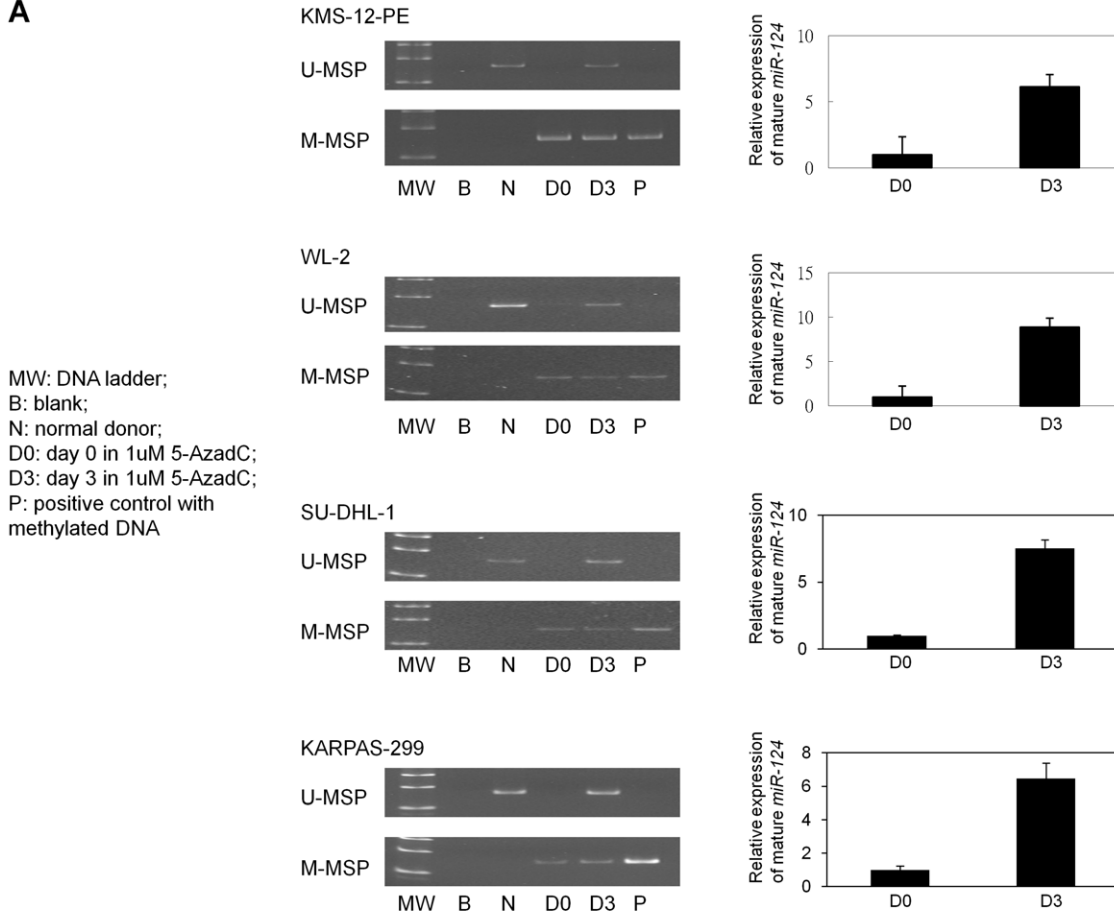 A
MW: DNA ladder;
B: blank;
N: normal donor;
D0: day 0 in 1uM 5-AzadC;
D3: day 3 in 1uM 5-AzadC;
P: positive control with
methylated DNA
KMS-12-PE
U-MSP
M-MSP
MW B N D0 D3 P
Relative expression
of mature miR-124
10
5
0
D0 D3
WL-2
U-MSP
M-MSP
MW B N D0 D3 P
Relative expression
of mature miR-124
15
10
5
0
D0 D3
SU-DHL-1
U-MSP
M-MSP
MW B N D0 D3 P
Relative expression
of mature miR-124
10
5
0
D0 D3
KARPAS-299
U-MSP
M-MSP
MW B N D0 D3 P
Relative expression
of mature miR-124
8
6
4
2
0
D0 D3